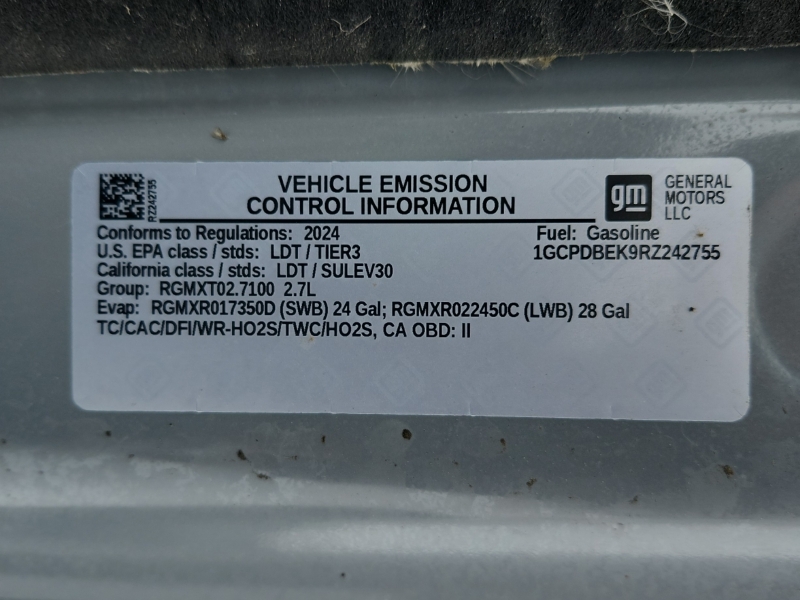 RZ242755
VEHICLE EMISSION
CONTROL INFORMATION
gm
GENERAL
MOTORS
LLC
Conforms to Regulations: 2024
Fuel: Gasoline
U.S. EPA class / stds: LDT / TIER3
1GCPDBEK9RZ242755
California class / stds: LDT / SULEV30
Group: RGMXT02.7100 2.7L
Evap: RGMXR017350D (SWB) 24 Gal; RGMXR022450C (LWB) 28 Gal
TC/CAC/DFI/WR-HO2S/TWC/HO2S, CA OBD: II